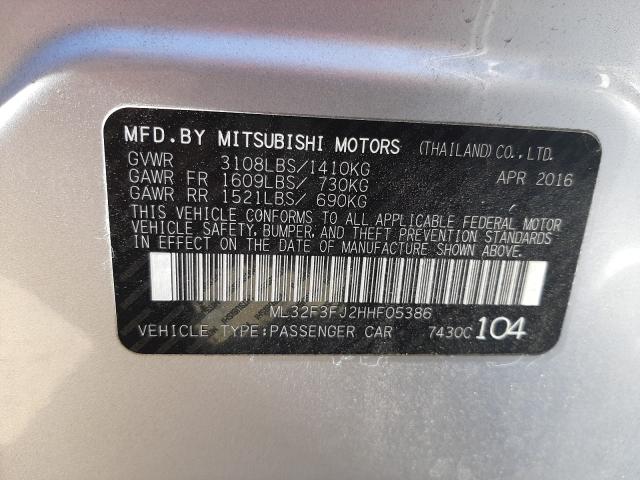 MFD.BY MITSUBISHI MOTORS (THAILAND) CO., LTD.
GVWR 3108LBS/1410KG APR 2016
GAWR FR 1609LBS/ 730KG
GAWR RR 1521LBS/ 690KG
THIS VEHICLE CONFORMS TO ALL APPLICABLE FEDERAL MOTOR
VEHICLE SAFETY, BUMPER, AND THEFT PREVENTION STANDARDS
IN EFFECT ON THE DATE OF MANUFACTURE SHOWN ABOVE.
ML32F3FJ2HHF05386
VEHICLE TYPE:PASSENGER CAR 7430C 104